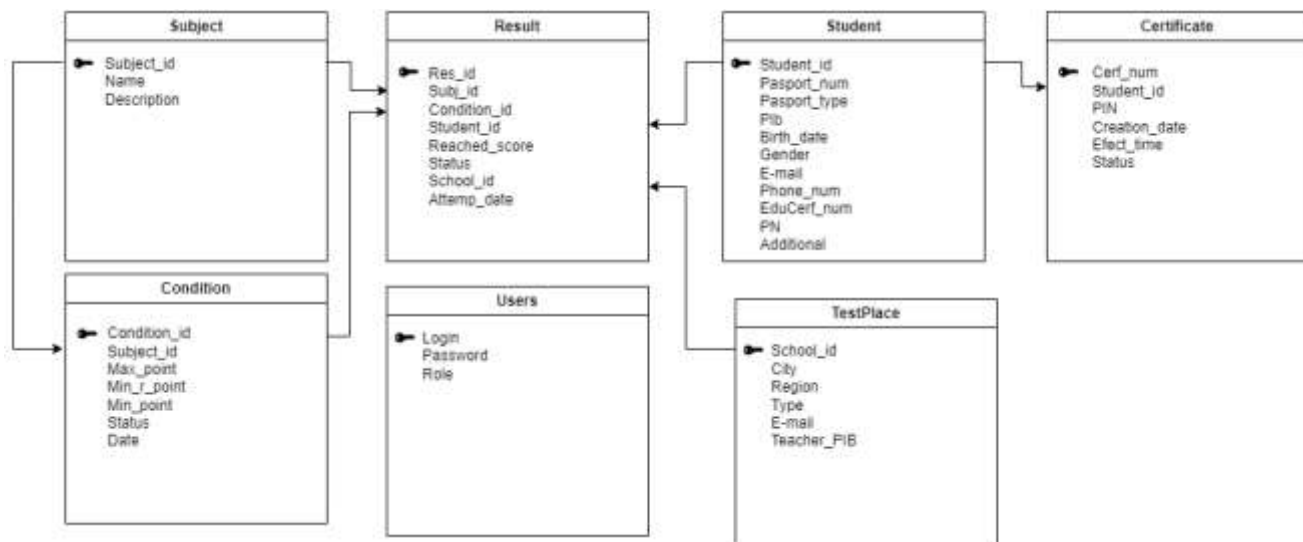 Subject
Subject_id
Name
Description
Result
Res_id
Subj_id
Condition_id
Student_id
Reached_score
Status
School_id
Attemp_date
Student
Student_id
Pasport_num
Pasport_type
PIb
Birth_date
Gender
E-mail
Phone_num
EduCerf_num
PN
Additional
Certificate
Cerf_num
Student_id
PIN
Creation_date
Efect_time
Status
Condition
Condition_id
Subject_id
Max_point
Min_r_point
Min_point
Status
Date
Users
Login
Password
Role
TestPlace
School_id
City
Region
Type
E-mail
Teacher_PIB